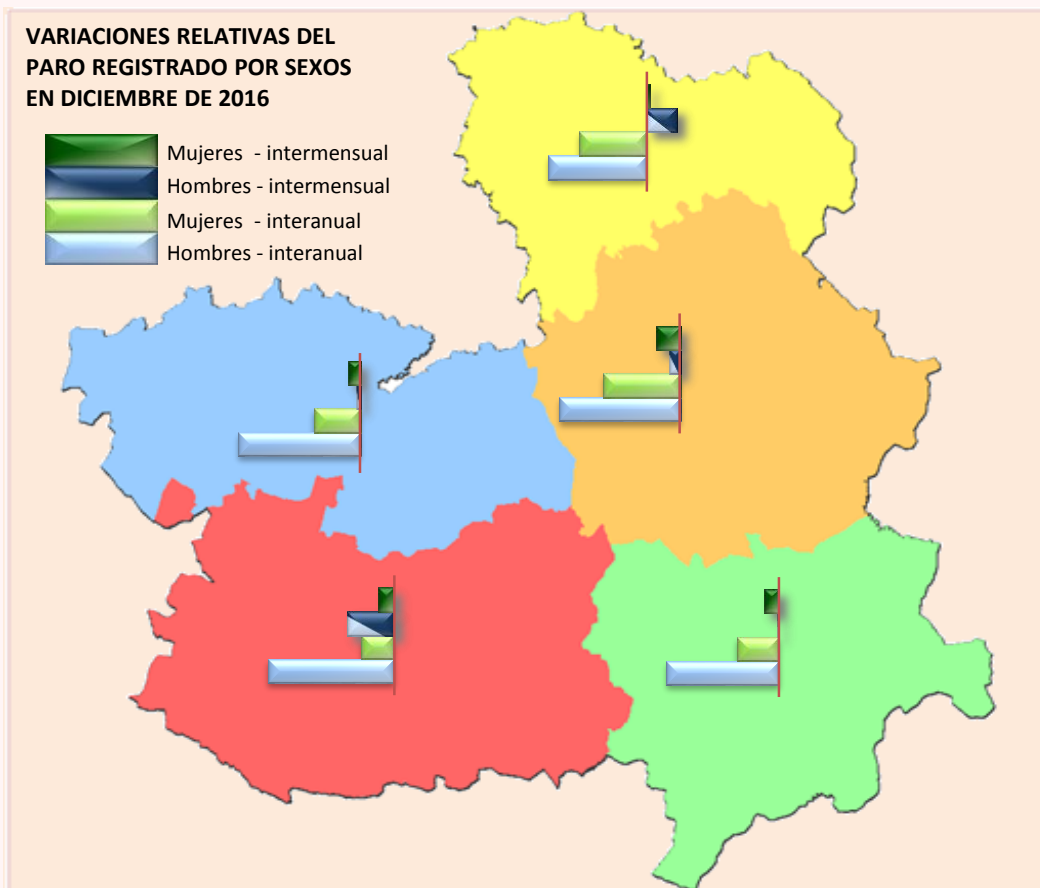 VARIACIONES RELATIVAS DEL
PARO REGISTRADO POR SEXOS
EN DICIEMBRE DE 2016
Mujeres - intermensual
Hombres - intermensual
Mujeres - interanual
Hombres - interanual